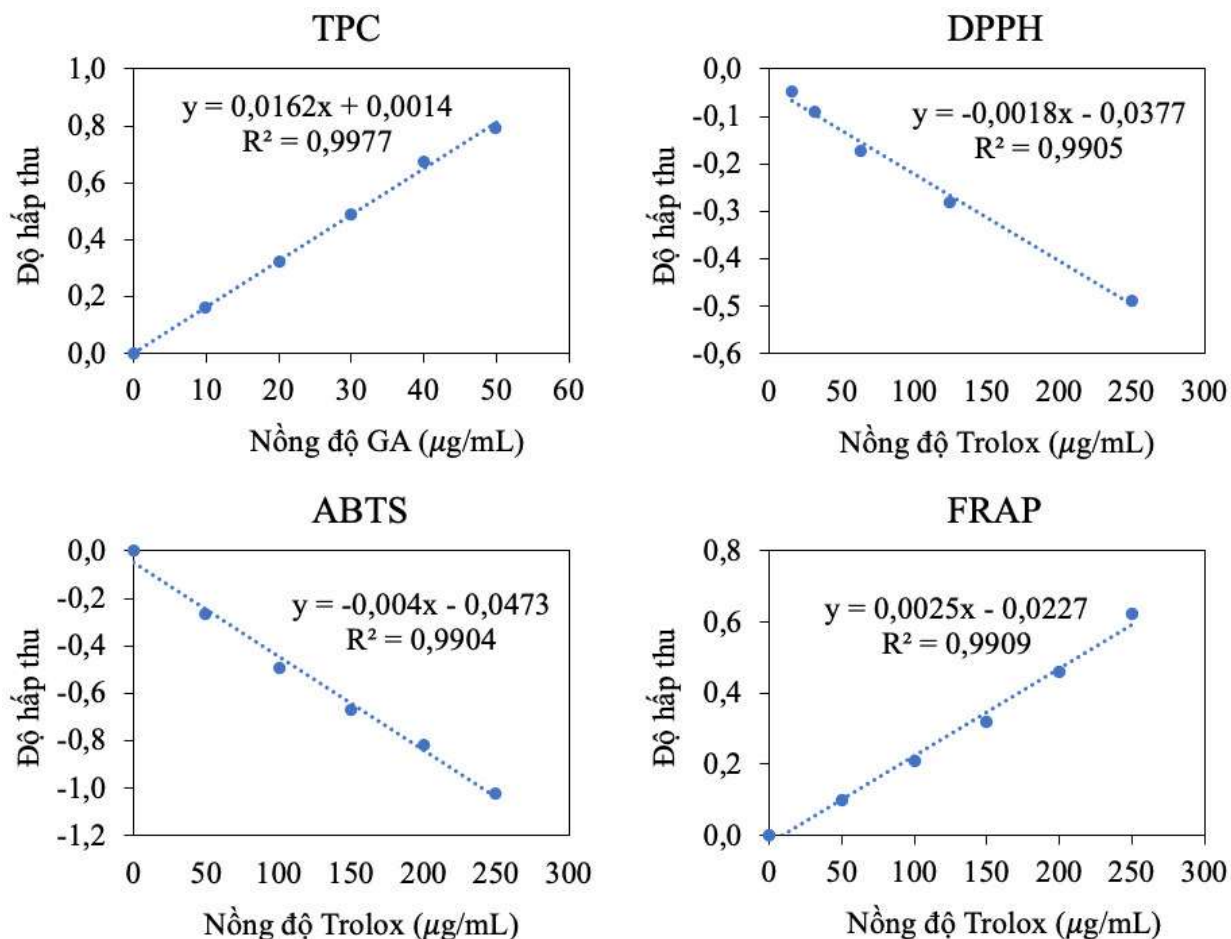 TPC
1,0
0,8
0,6
0,4
0,2
0,0
y = 0,0162x + 0,0014
R² = 0,9977
Độ hấp thu
0 10 20 30 40 50 60
Nồng độ GA (μg/mL)
DPPH
0,0
-0,1
-0,2
-0,3
-0,4
-0,5
-0,6
y = -0,0018x - 0,0377
R² = 0,9905
Độ hấp thu
0 50 100 150 200 250 300
Nồng độ Trolox (μg/mL)
ABTS
0,0
-0,2
-0,4
-0,6
-0,8
-1,0
-1,2
y = -0,004x - 0,0473
R² = 0,9904
Độ hấp thu
0 50 100 150 200 250 300
Nồng độ Trolox (μg/mL)
FRAP
0,8
0,6
0,4
0,2
0,0
y = 0,0025x - 0,0227
R² = 0,9909
Độ hấp thu
0 50 100 150 200 250 300
Nồng độ Trolox (μg/mL)